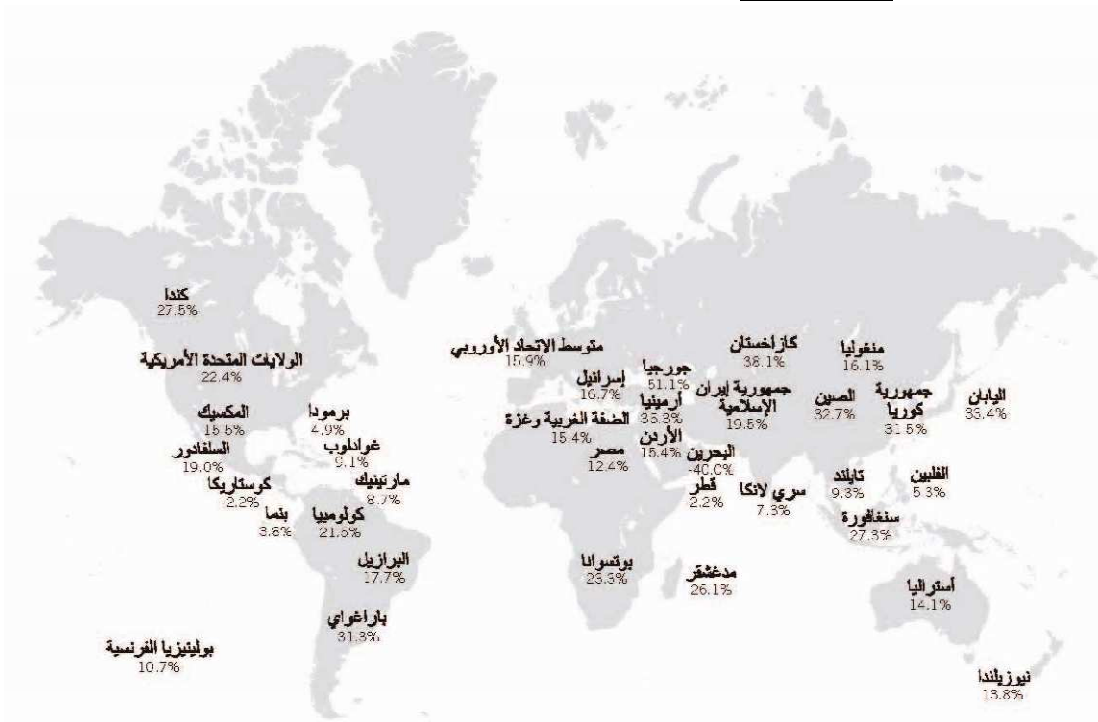 كندا
27.5%
الولايات المتحدة الأمريكية
22.4%
المكسيك
15.5%
برمودا
4.9%
السلفادور
19.0%
غوادلوب
9.1%
كوستاريكا
2.2%
مارتينيك
8.7%
بنما
3.8%
كولومبيا
21.5%
البرازيل
17.7%
باراغواي
31.3%
بولينيزيا الفرنسية
10.7%
متوسط الاتحاد الأوروبي
15.9%
إسرائيل
16.7%
جورجيا
51.1%
أرمينيا
35.3%
الضفة الغربية وغزة
15.4%
الأردن
15.4%
مصر
12.4%
كازاخستان
38.1%
جمهورية إيران
الإسلامية
19.5%
منغوليا
16.1%
الصين
32.7%
جمهورية
كوريا
31.5%
اليابان
33.4%
البحرين
-40.0%
قطر
2.2%
سري لانكا
7.3%
تايلند
9.3%
الفلبين
5.3%
سنغافورة
27.3%
بوتسوانا
23.3%
مدغشقر
26.1%
أستراليا
14.1%
نيوزيلندا
13.8%